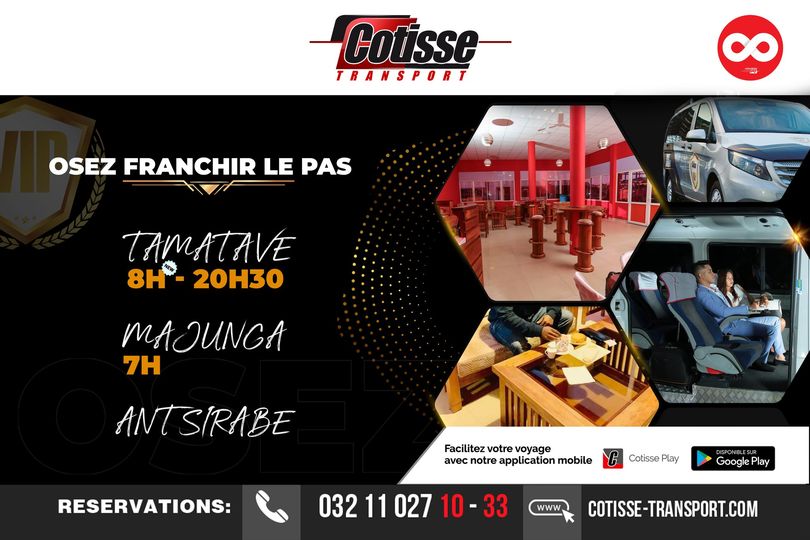 Cotisse
TRANSPORT
VIP
OSEZ FRANCHIR LE PAS
TAMATAVE
8H - 20H30
MAJUNGA
7H
ANTSIRABE
OSEZ
Facilitez votre voyage
avec notre application mobile
Cotisse Play
DISPONIBLE SUR
Google Play
RESERVATIONS:
032 11 027 10 - 33
www
COTISSE-TRANSPORT.COM